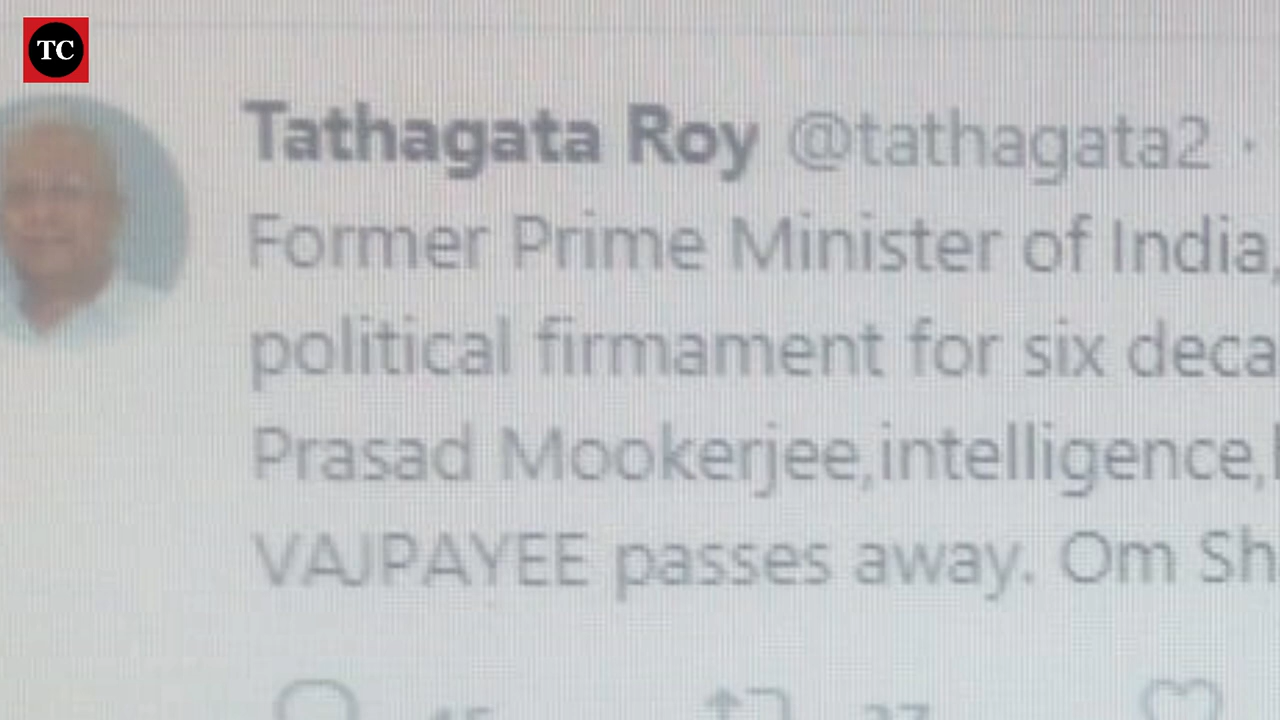 TC
Tathagata Roy @tathagata2 ·
Former Prime Minister of India,
political firmament for six deca
Prasad Mookerjee,intelligence,
VAJPAYEE passes away. Om Sh